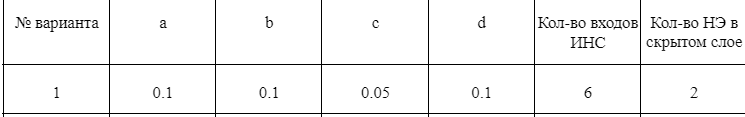 № варианта a b c d Кол-во входов ИНС Кол-во НЭ в скрытом слое
1 0.1 0.1 0.05 0.1 6 2